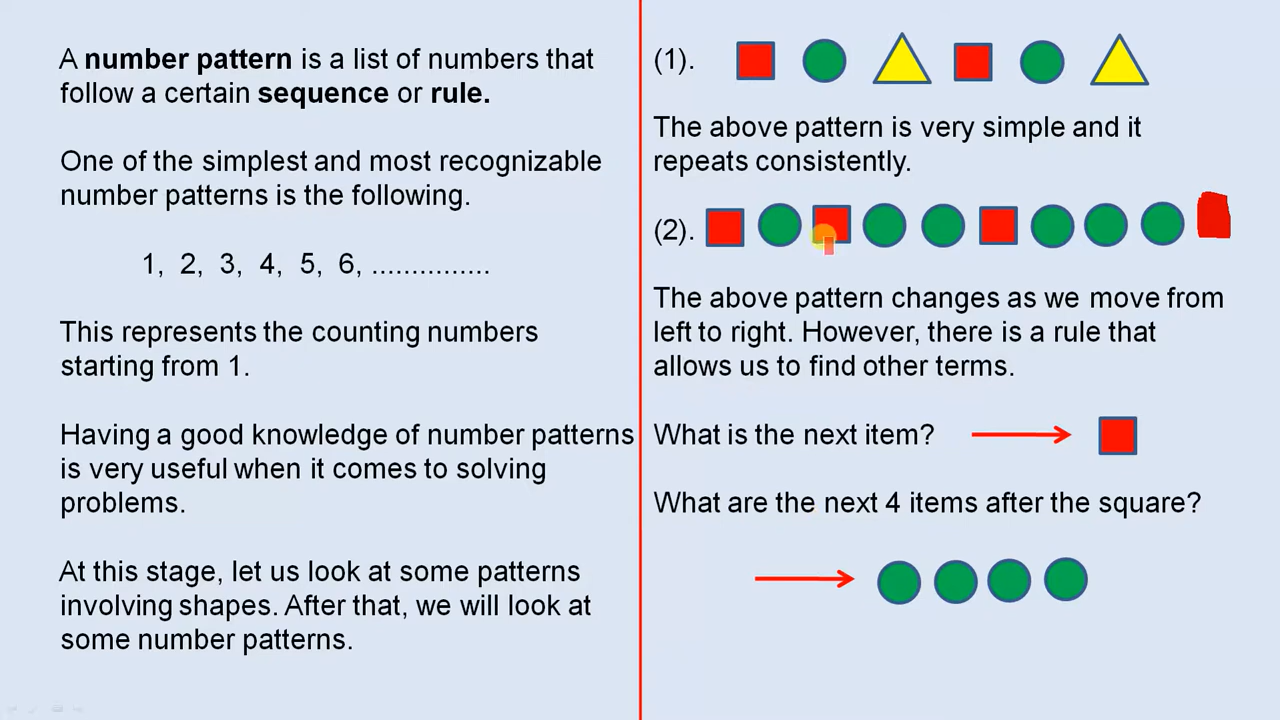 A number pattern is a list of numbers that
follow a certain sequence or rule.
One of the simplest and most recognizable
number patterns is the following.
1, 2, 3, 4, 5, 6, ...............
This represents the counting numbers
starting from 1.
Having a good knowledge of number patterns
is very useful when it comes to solving
problems.
At this stage, let us look at some patterns
involving shapes. After that, we will look at
some number patterns.
(1).
The above pattern is very simple and it
repeats consistently.
(2).
The above pattern changes as we move from
left to right. However, there is a rule that
allows us to find other terms.
What is the next item?
What are the next 4 items after the square?